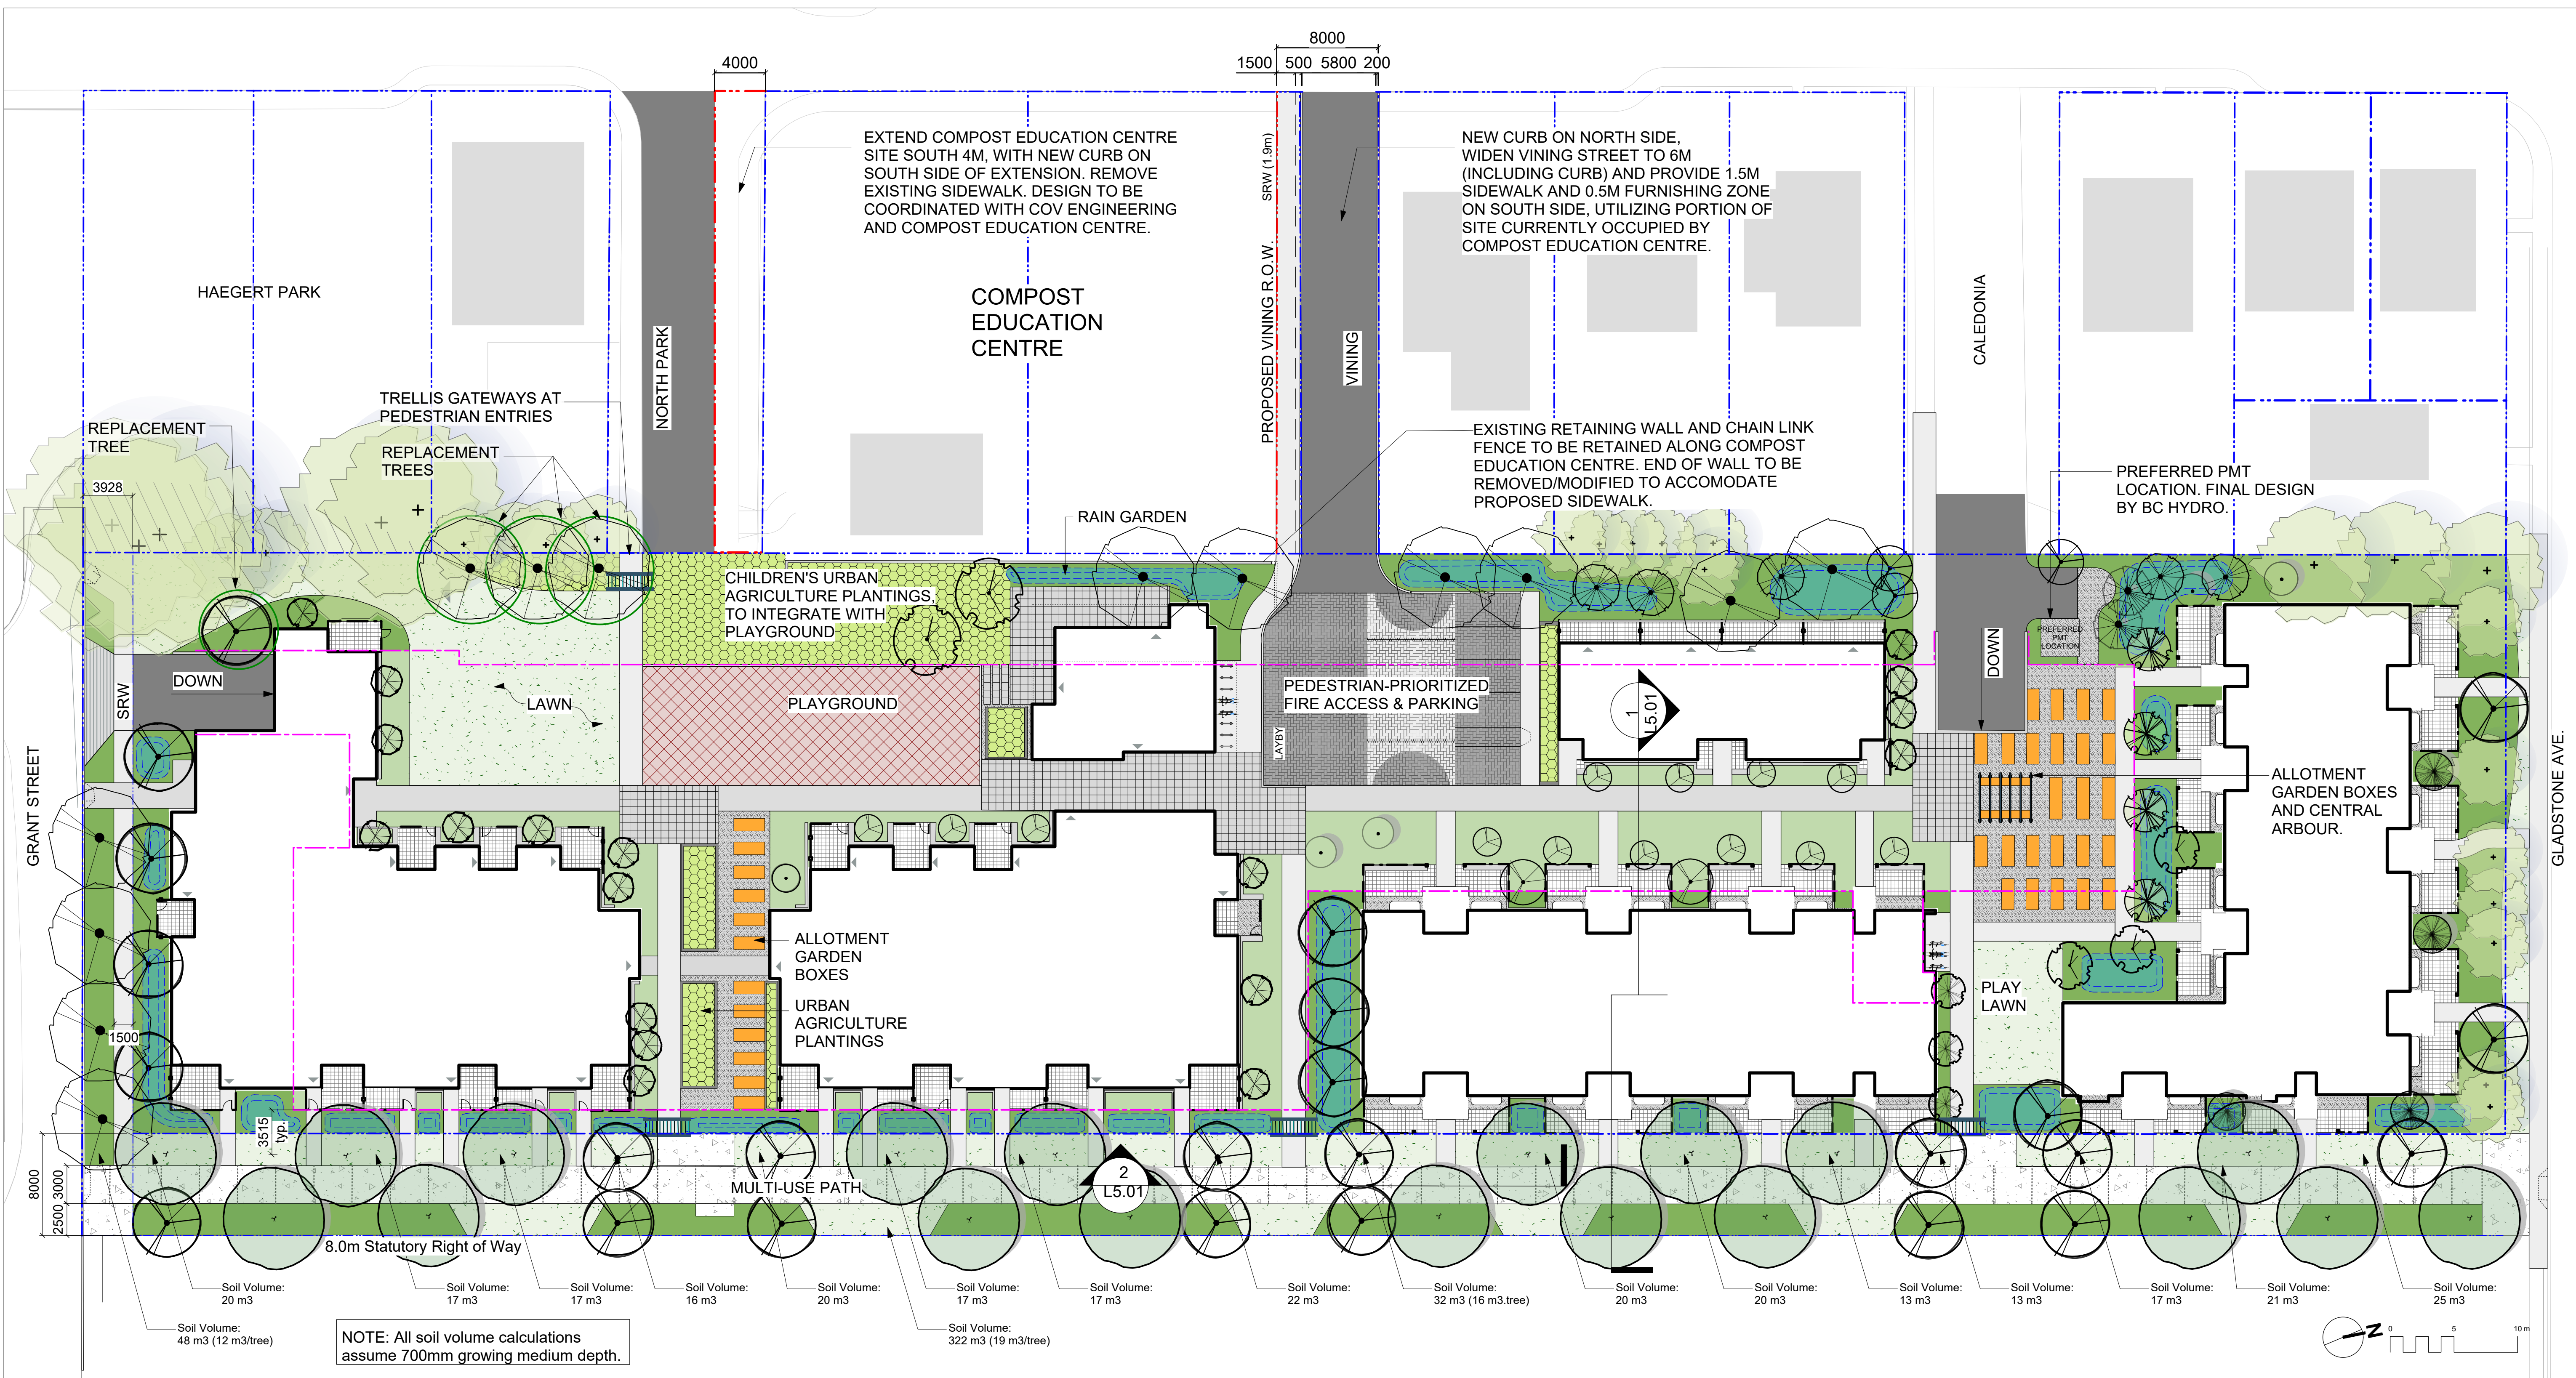 8000
4000
1500 500 5800 200
EXTEND COMPOST EDUCATION CENTRE
SITE SOUTH 4M, WITH NEW CURB ON
SOUTH SIDE OF EXTENSION. REMOVE
EXISTING SIDEWALK. DESIGN TO BE
COORDINATED WITH COV ENGINEERING
AND COMPOST EDUCATION CENTRE.
SRW (1.9m)
PROPOSED VINING R.O.W.
NEW CURB ON NORTH SIDE,
WIDEN VINING STREET TO 6M
(INCLUDING CURB) AND PROVIDE 1.5M
SIDEWALK AND 0.5M FURNISHING ZONE
ON SOUTH SIDE, UTILIZING PORTION OF
SITE CURRENTLY OCCUPIED BY
COMPOST EDUCATION CENTRE.
HAEGERT PARK
NORTH PARK
COMPOST
EDUCATION
CENTRE
VINING
CALEDONIA
TRELLIS GATEWAYS AT
PEDESTRIAN ENTRIES
REPLACEMENT
TREE
REPLACEMENT
TREES
3928
EXISTING RETAINING WALL AND CHAIN LINK
FENCE TO BE RETAINED ALONG COMPOST
EDUCATION CENTRE. END OF WALL TO BE
REMOVED/MODIFIED TO ACCOMODATE
PROPOSED SIDEWALK.
PREFERRED PMT
LOCATION. FINAL DESIGN
BY BC HYDRO.
RAIN GARDEN
CHILDREN'S URBAN
AGRICULTURE PLANTINGS,
TO INTEGRATE WITH
PLAYGROUND
PREFERRED
PMT
LOCATION
DOWN
SRW
LAWN
PLAYGROUND
PEDESTRIAN-PRIORITIZED
FIRE ACCESS & PARKING
LAYBY
1
L5.01
DOWN
GRANT STREET
GLADSTONE AVE.
ALLOTMENT
GARDEN BOXES
AND CENTRAL
ARBOUR.
ALLOTMENT
GARDEN
BOXES
URBAN
AGRICULTURE
PLANTINGS
PLAY
LAWN
1500
3515
typ.
8000
2500 3000
MULTI-USE PATH
2
L5.01
8.0m Statutory Right of Way
Soil Volume:
20 m3
Soil Volume:
17 m3
Soil Volume:
17 m3
Soil Volume:
16 m3
Soil Volume:
20 m3
Soil Volume:
17 m3
Soil Volume:
17 m3
Soil Volume:
22 m3
Soil Volume:
32 m3 (16 m3.tree)
Soil Volume:
20 m3
Soil Volume:
20 m3
Soil Volume:
13 m3
Soil Volume:
13 m3
Soil Volume:
17 m3
Soil Volume:
21 m3
Soil Volume:
25 m3
Soil Volume:
48 m3 (12 m3/tree)
NOTE: All soil volume calculations
assume 700mm growing medium depth.
Soil Volume:
322 m3 (19 m3/tree)
N
0 5 10 m